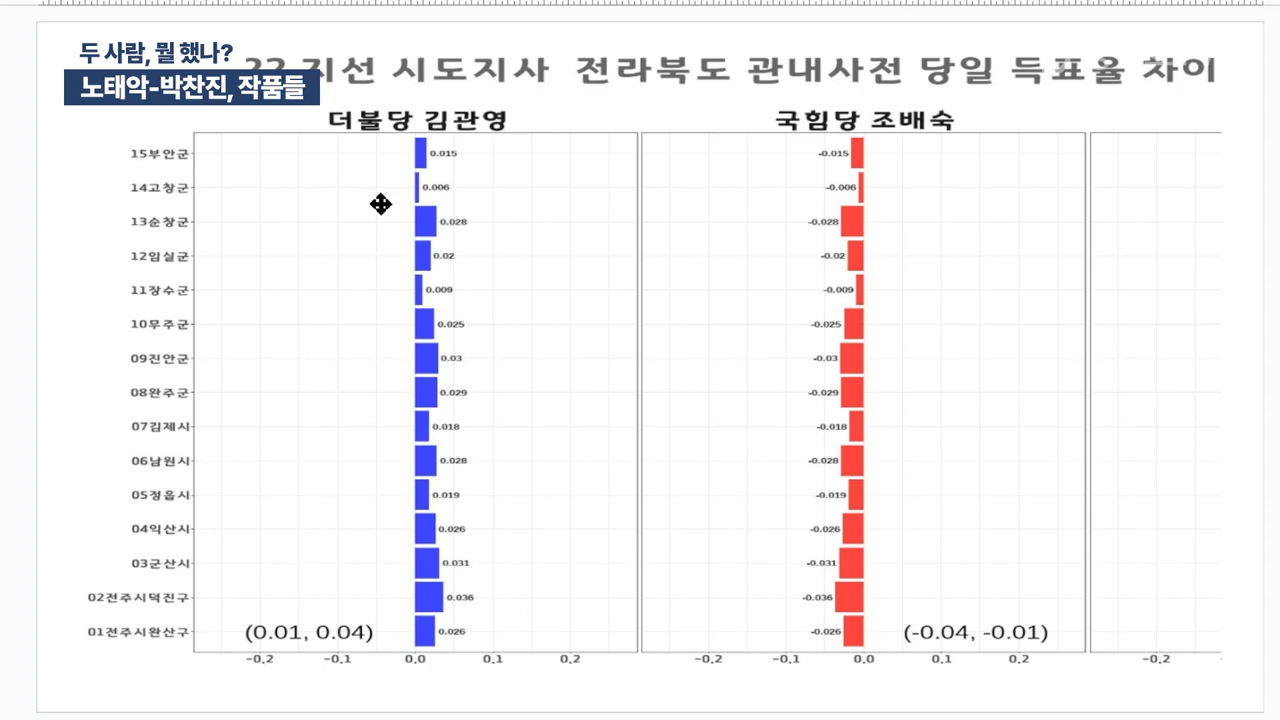 두 사람, 뭘 했나?
노태악-박찬진, 작품들
22 지선 시도지사 전라북도 관내사전 당일 득표율 차이
더불당 김관영
국힘당 조배숙
15부안군 0.015 -0.015
14고창군 0.006 -0.006
13순창군 0.028 -0.028
12임실군 0.02 -0.02
11장수군 0.009 -0.009
10무주군 0.025 -0.025
09진안군 0.03 -0.03
08완주군 0.029 -0.029
07김제시 0.018 -0.018
06남원시 0.028 -0.028
05정읍시 0.019 -0.019
04익산시 0.026 -0.026
03군산시 0.031 -0.031
02전주시덕진구 0.036 -0.036
01전주시완산구 (0.01, 0.04) 0.026 -0.026 (-0.04, -0.01)
-0.2 -0.1 0.0 0.1 0.2 -0.2 -0.1 0.0 0.1 0.2 -0.2